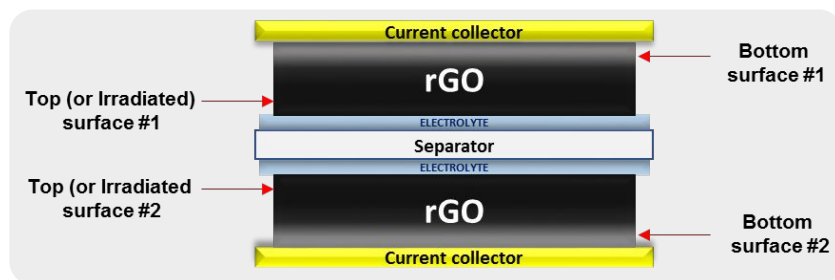 Current collector
Bottom
surface #1
rGO
Top (or Irradiated)
surface #1
ELECTROLYTE
Separator
ELECTROLYTE
Top (or Irradiated
surface #2
rGO
Bottom
surface #2
Current collector